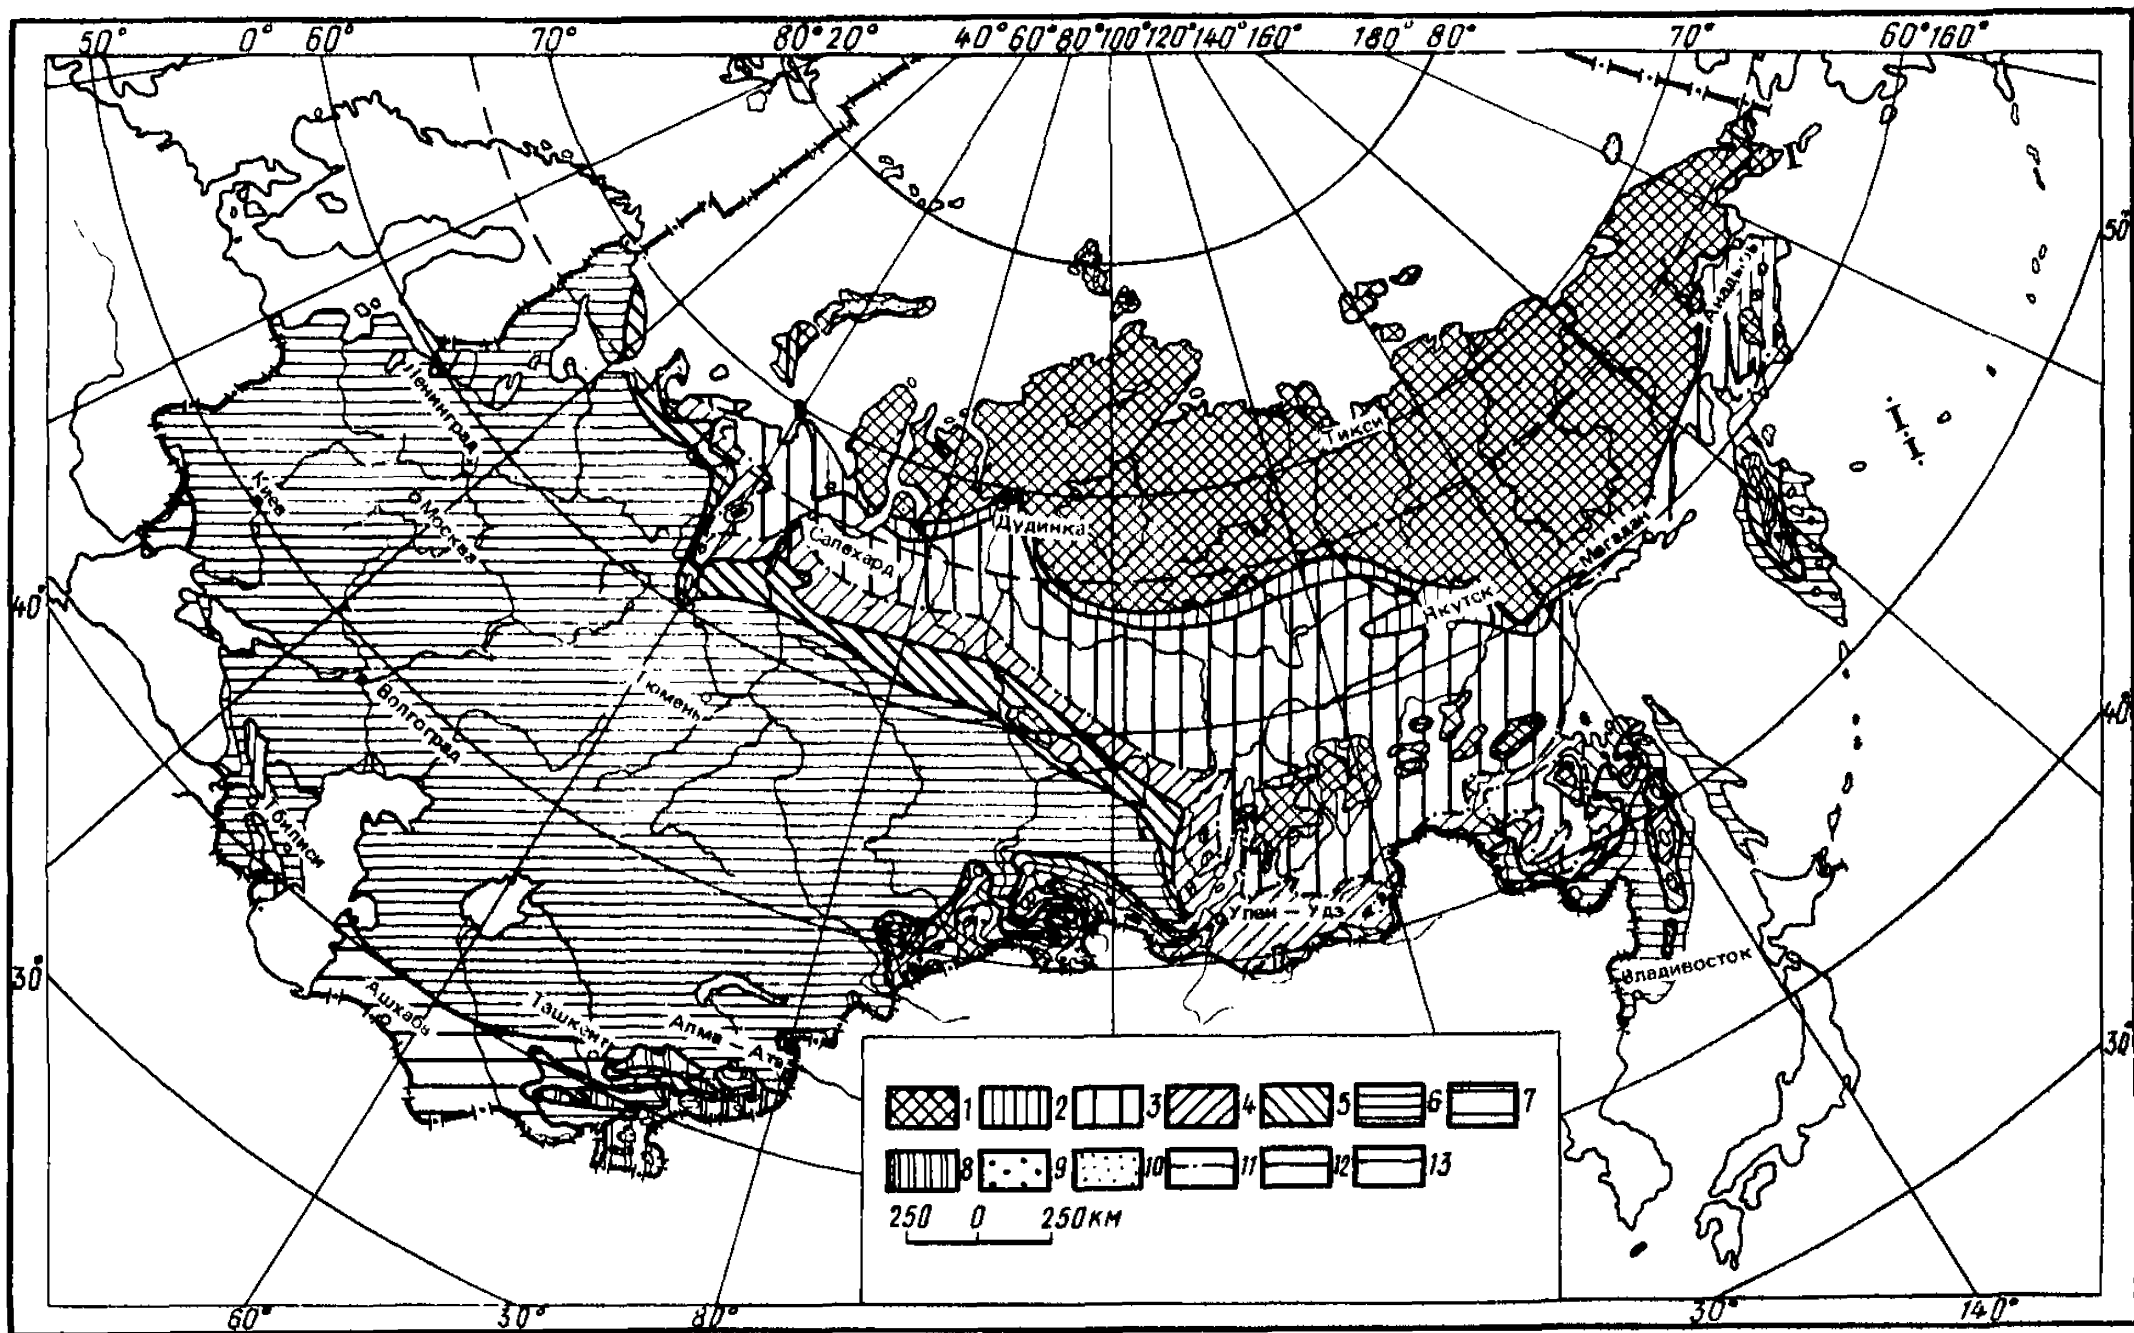 50° 0° 60° 70° 80° 20° 40° 60° 80° 100° 120° 140° 160° 180° 80° 70° 60° 160°
I
50°
Анадырь
Ленинград
Тикси
I.
I.
Киев
Москва
Дудинка
Салехард
Магадан
40°
Якутск
Волгоград
Тюмень
40°
Тбилиси
Улан - Удэ
Владивосток
30°
Ашхабад
Ташкент
Алма - Ата
30°
1 2 3 4 5 6 7
8 9 10 11 12 13
250 0 250 км
60° 30° 80° 30° 140°